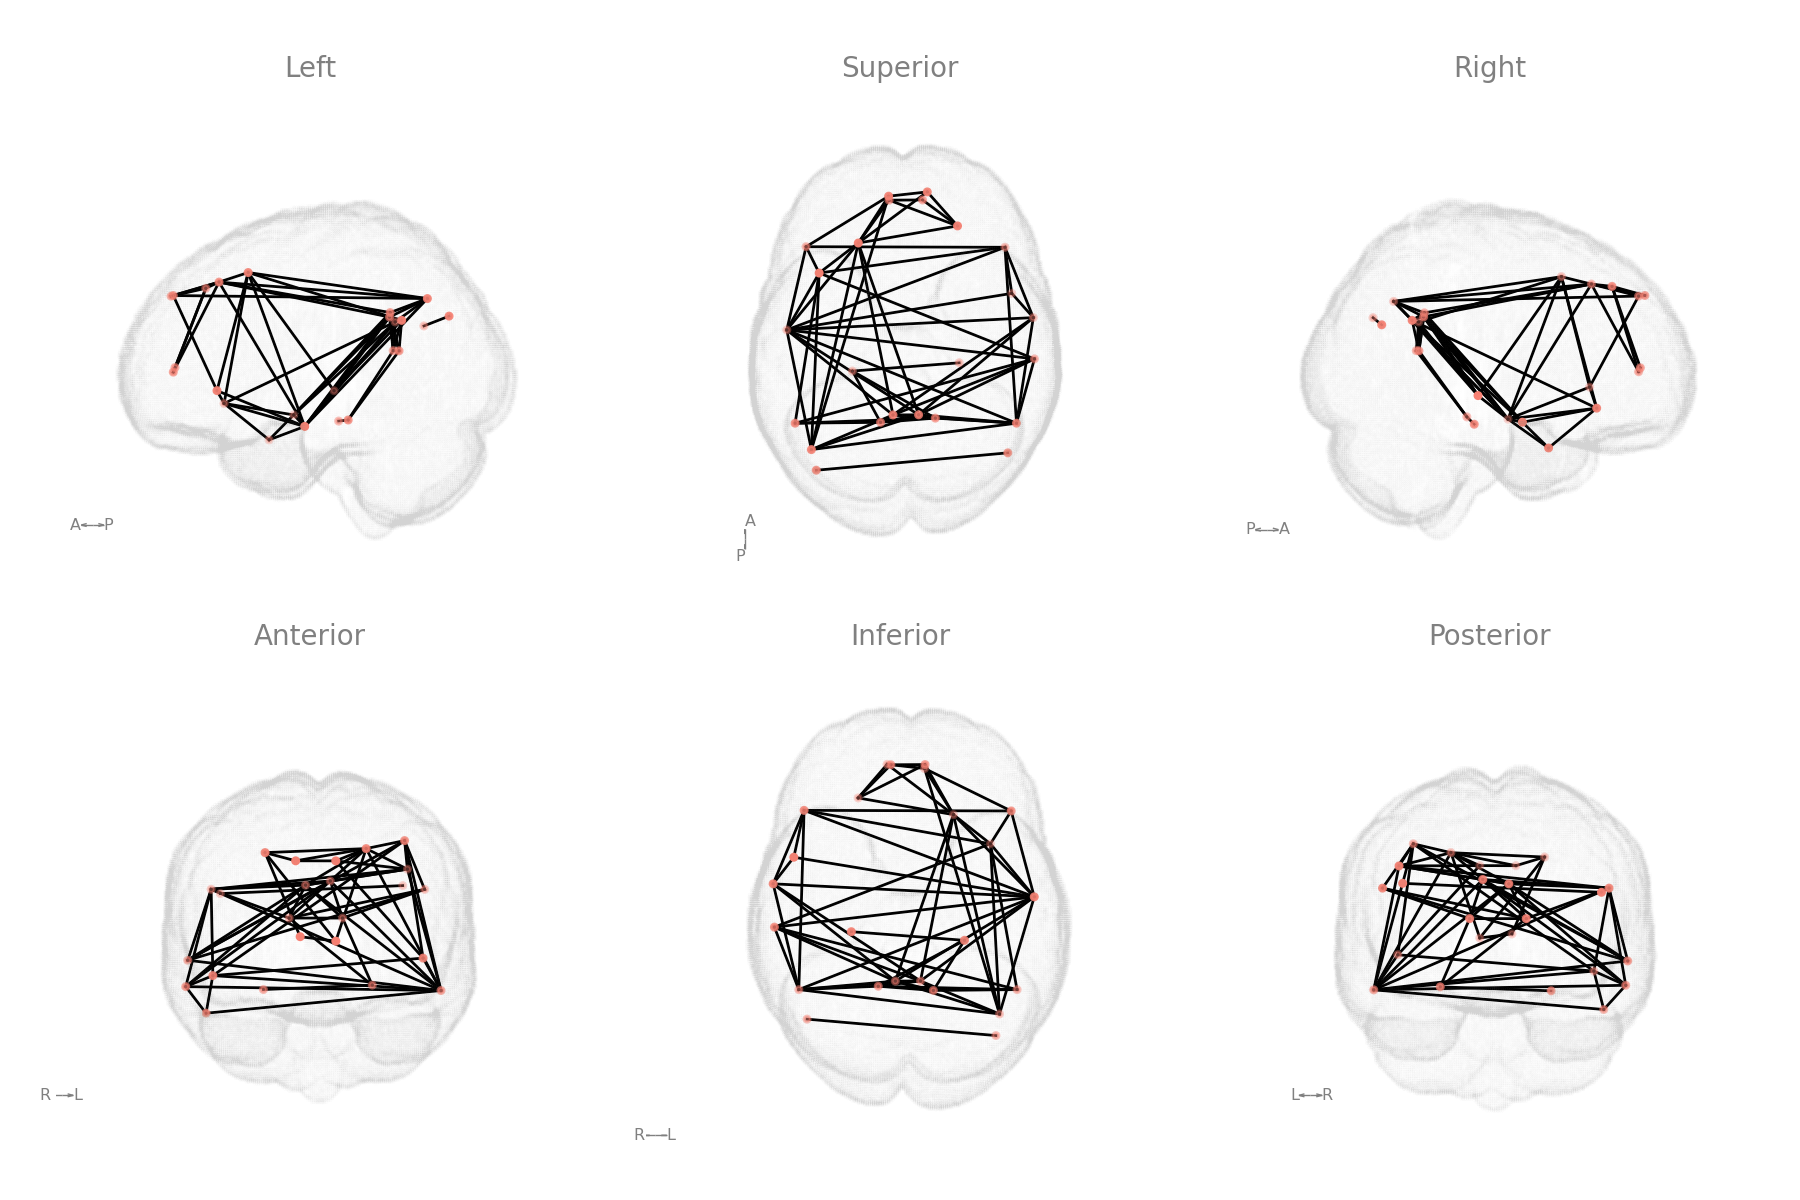 Left
Superior
Right
A P
A
P
P A
Anterior
Inferior
Posterior
R L
R L
L R